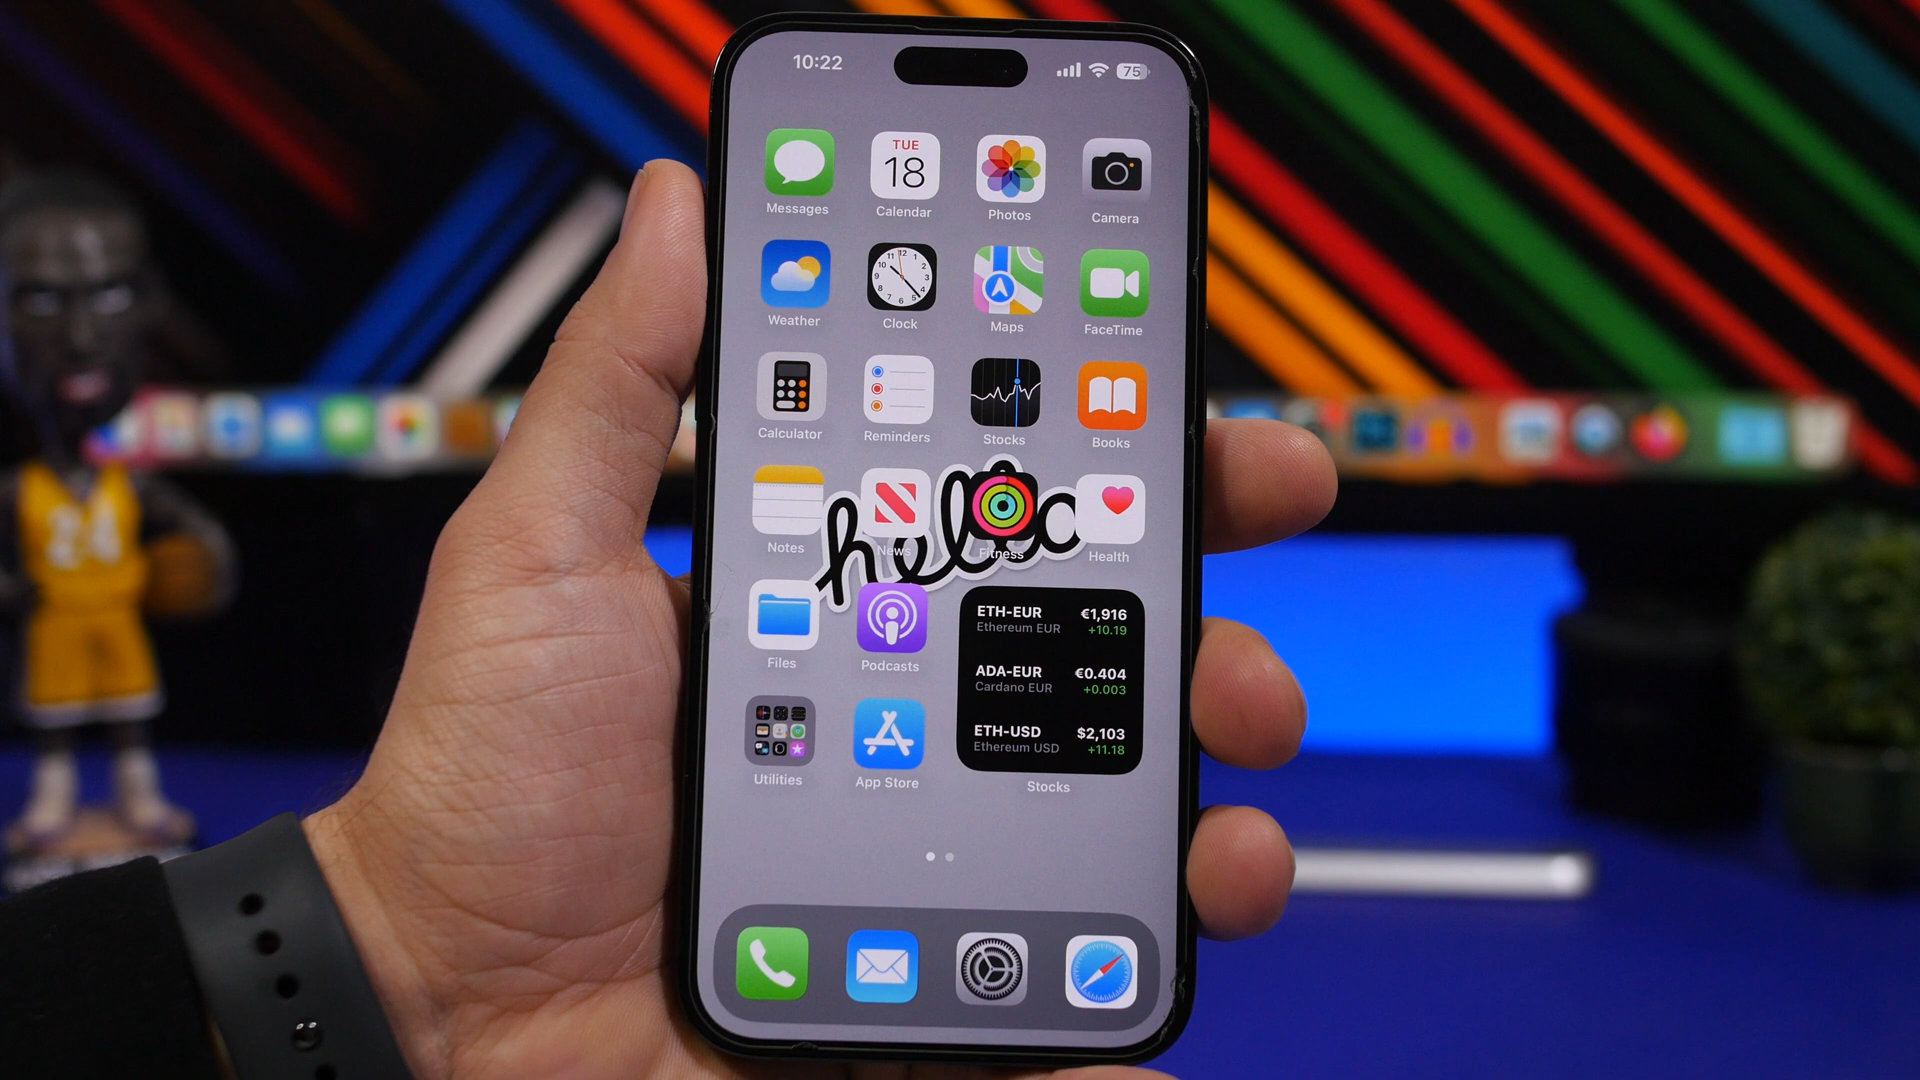 10:22
75
TUE
18
Messages
Calendar
Photos
Camera
Weather
Clock
Maps
FaceTime
Calculator
Reminders
Stocks
Books
hello
Notes
News
Fitness
Health
ETH-EUR €1,916
Ethereum EUR +10.19
ADA-EUR €0.404
Cardano EUR +0.003
ETH-USD $2,103
Ethereum USD +11.18
Files
Podcasts
Utilities
App Store
Stocks
24